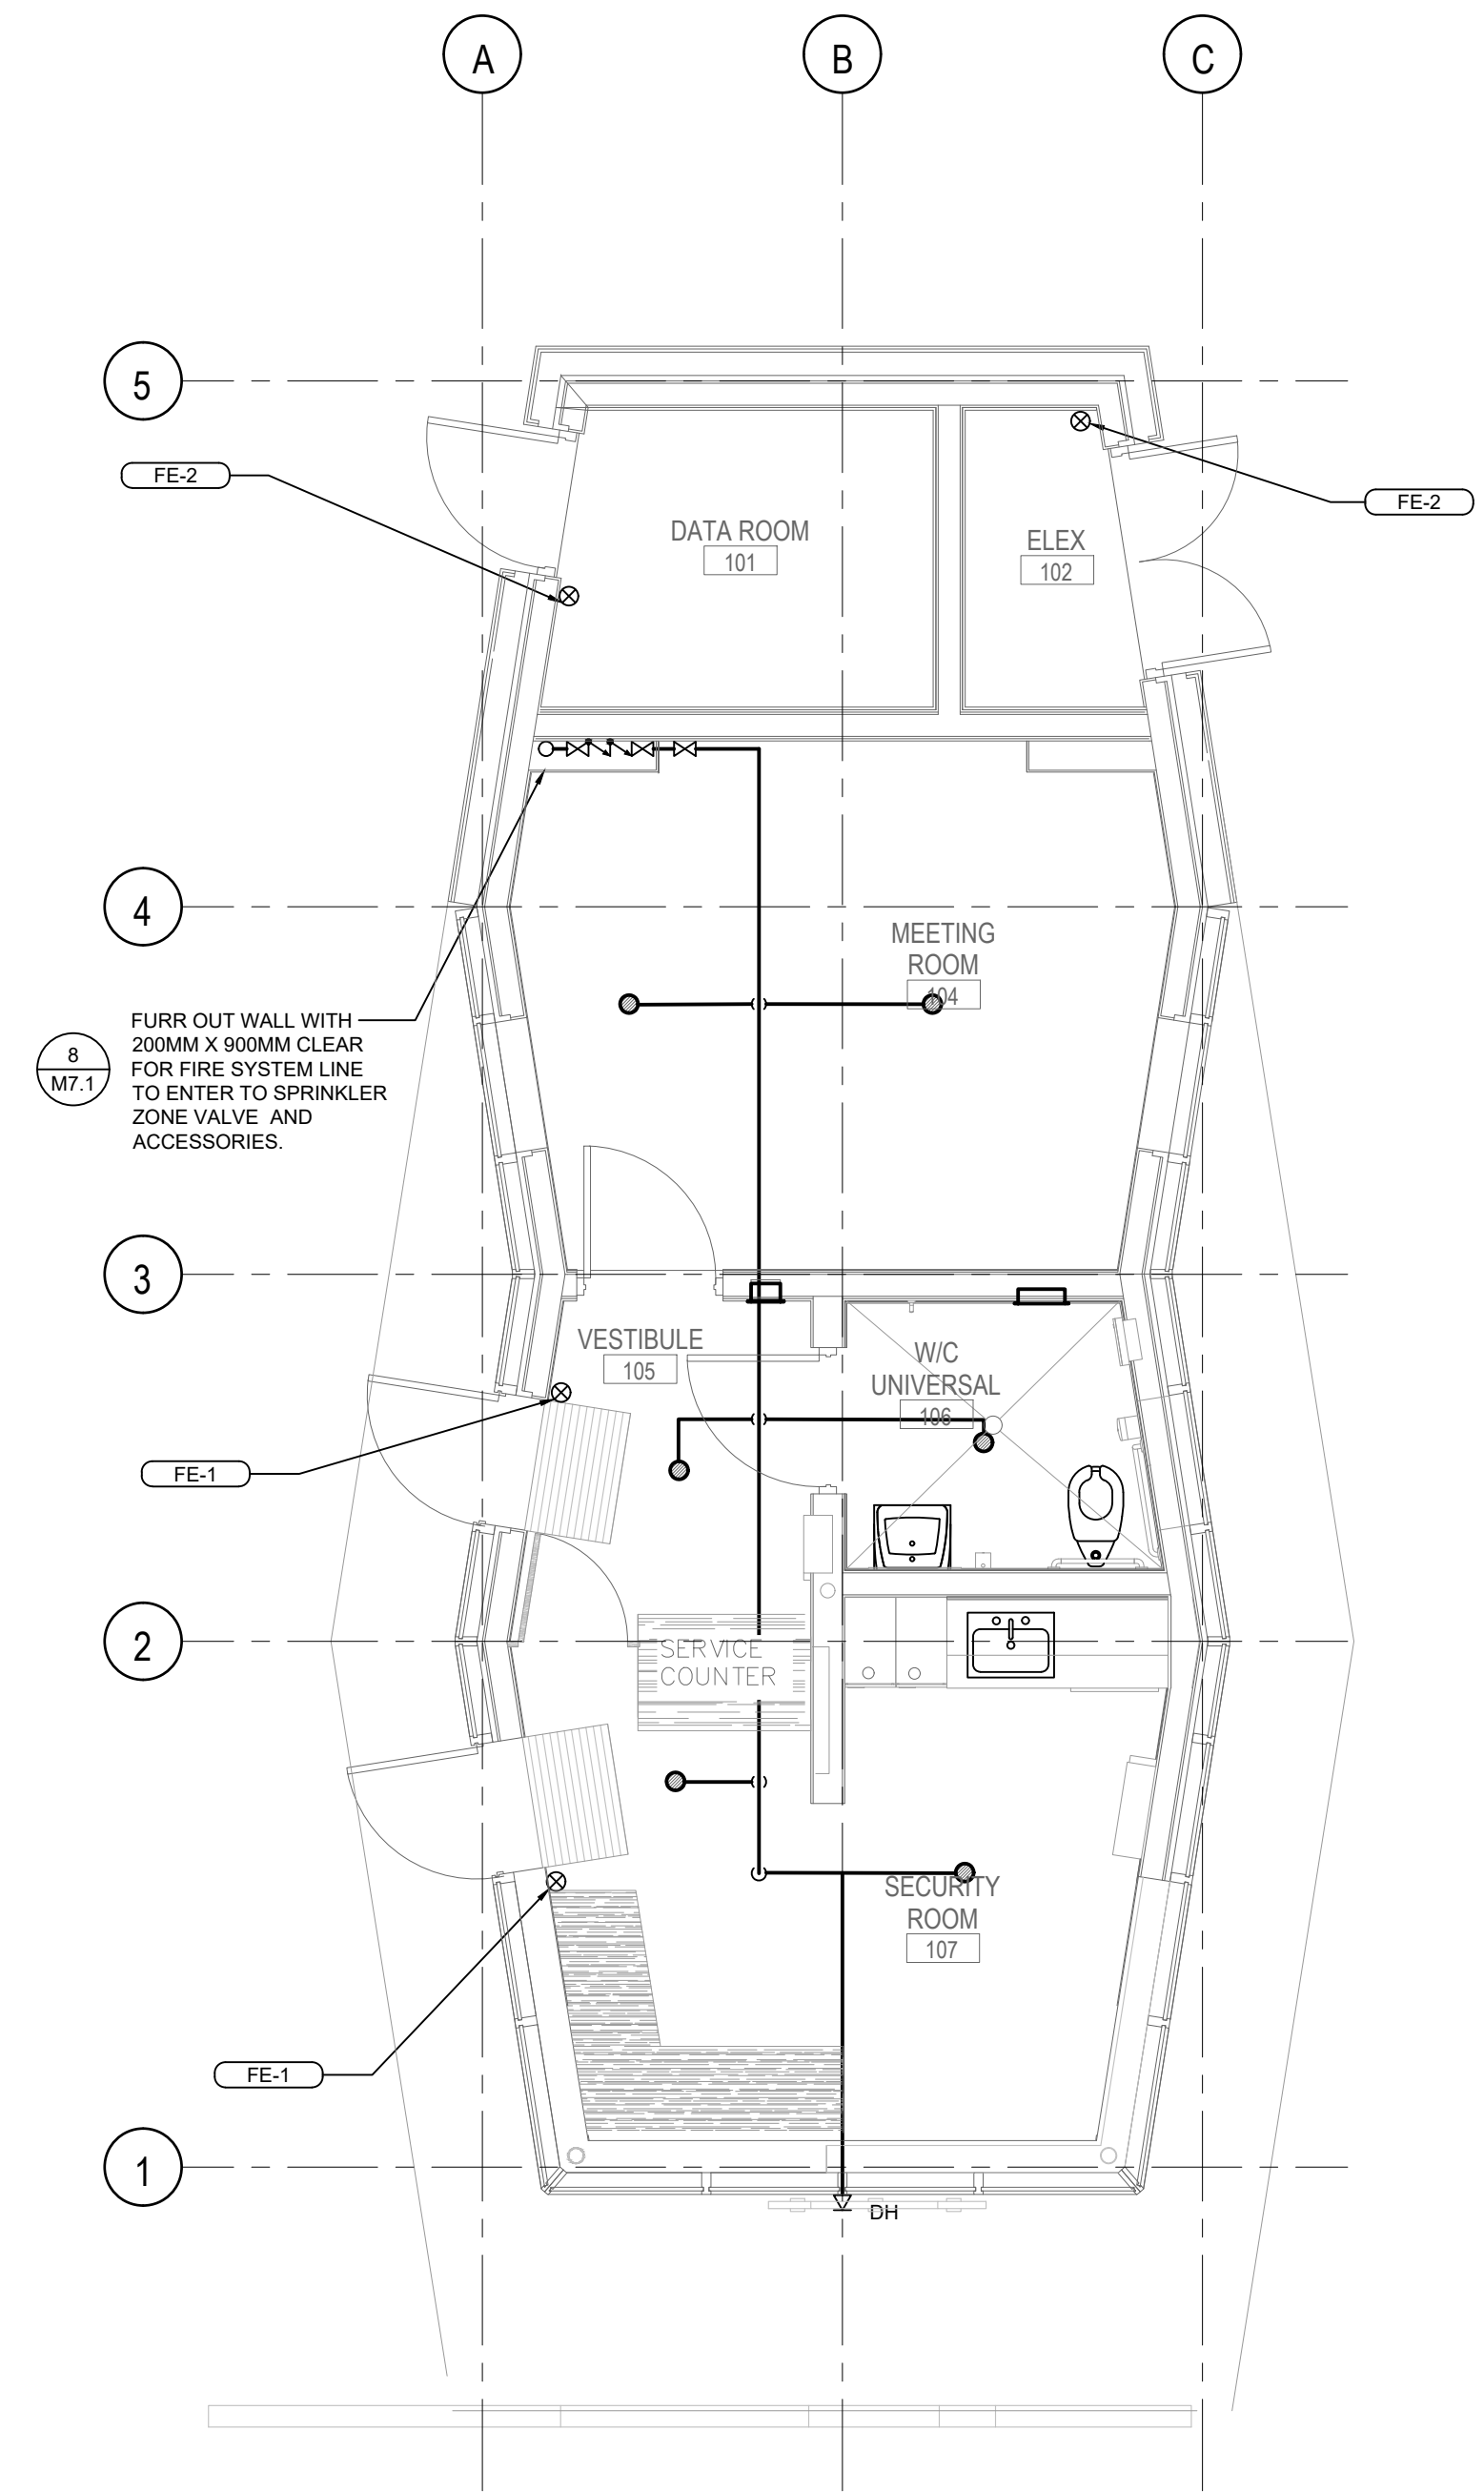 A
B
C
5
FE-2
FE-2
DATA ROOM
101
ELEX
102
4
MEETING
ROOM
104
FURR OUT WALL WITH
200MM X 900MM CLEAR
FOR FIRE SYSTEM LINE
TO ENTER TO SPRINKLER
ZONE VALVE AND
ACCESSORIES.
8
M7.1
3
VESTIBULE
105
W/C
UNIVERSAL
106
FE-1
2
SERVICE
COUNTER
SECURITY
ROOM
107
FE-1
1
DH